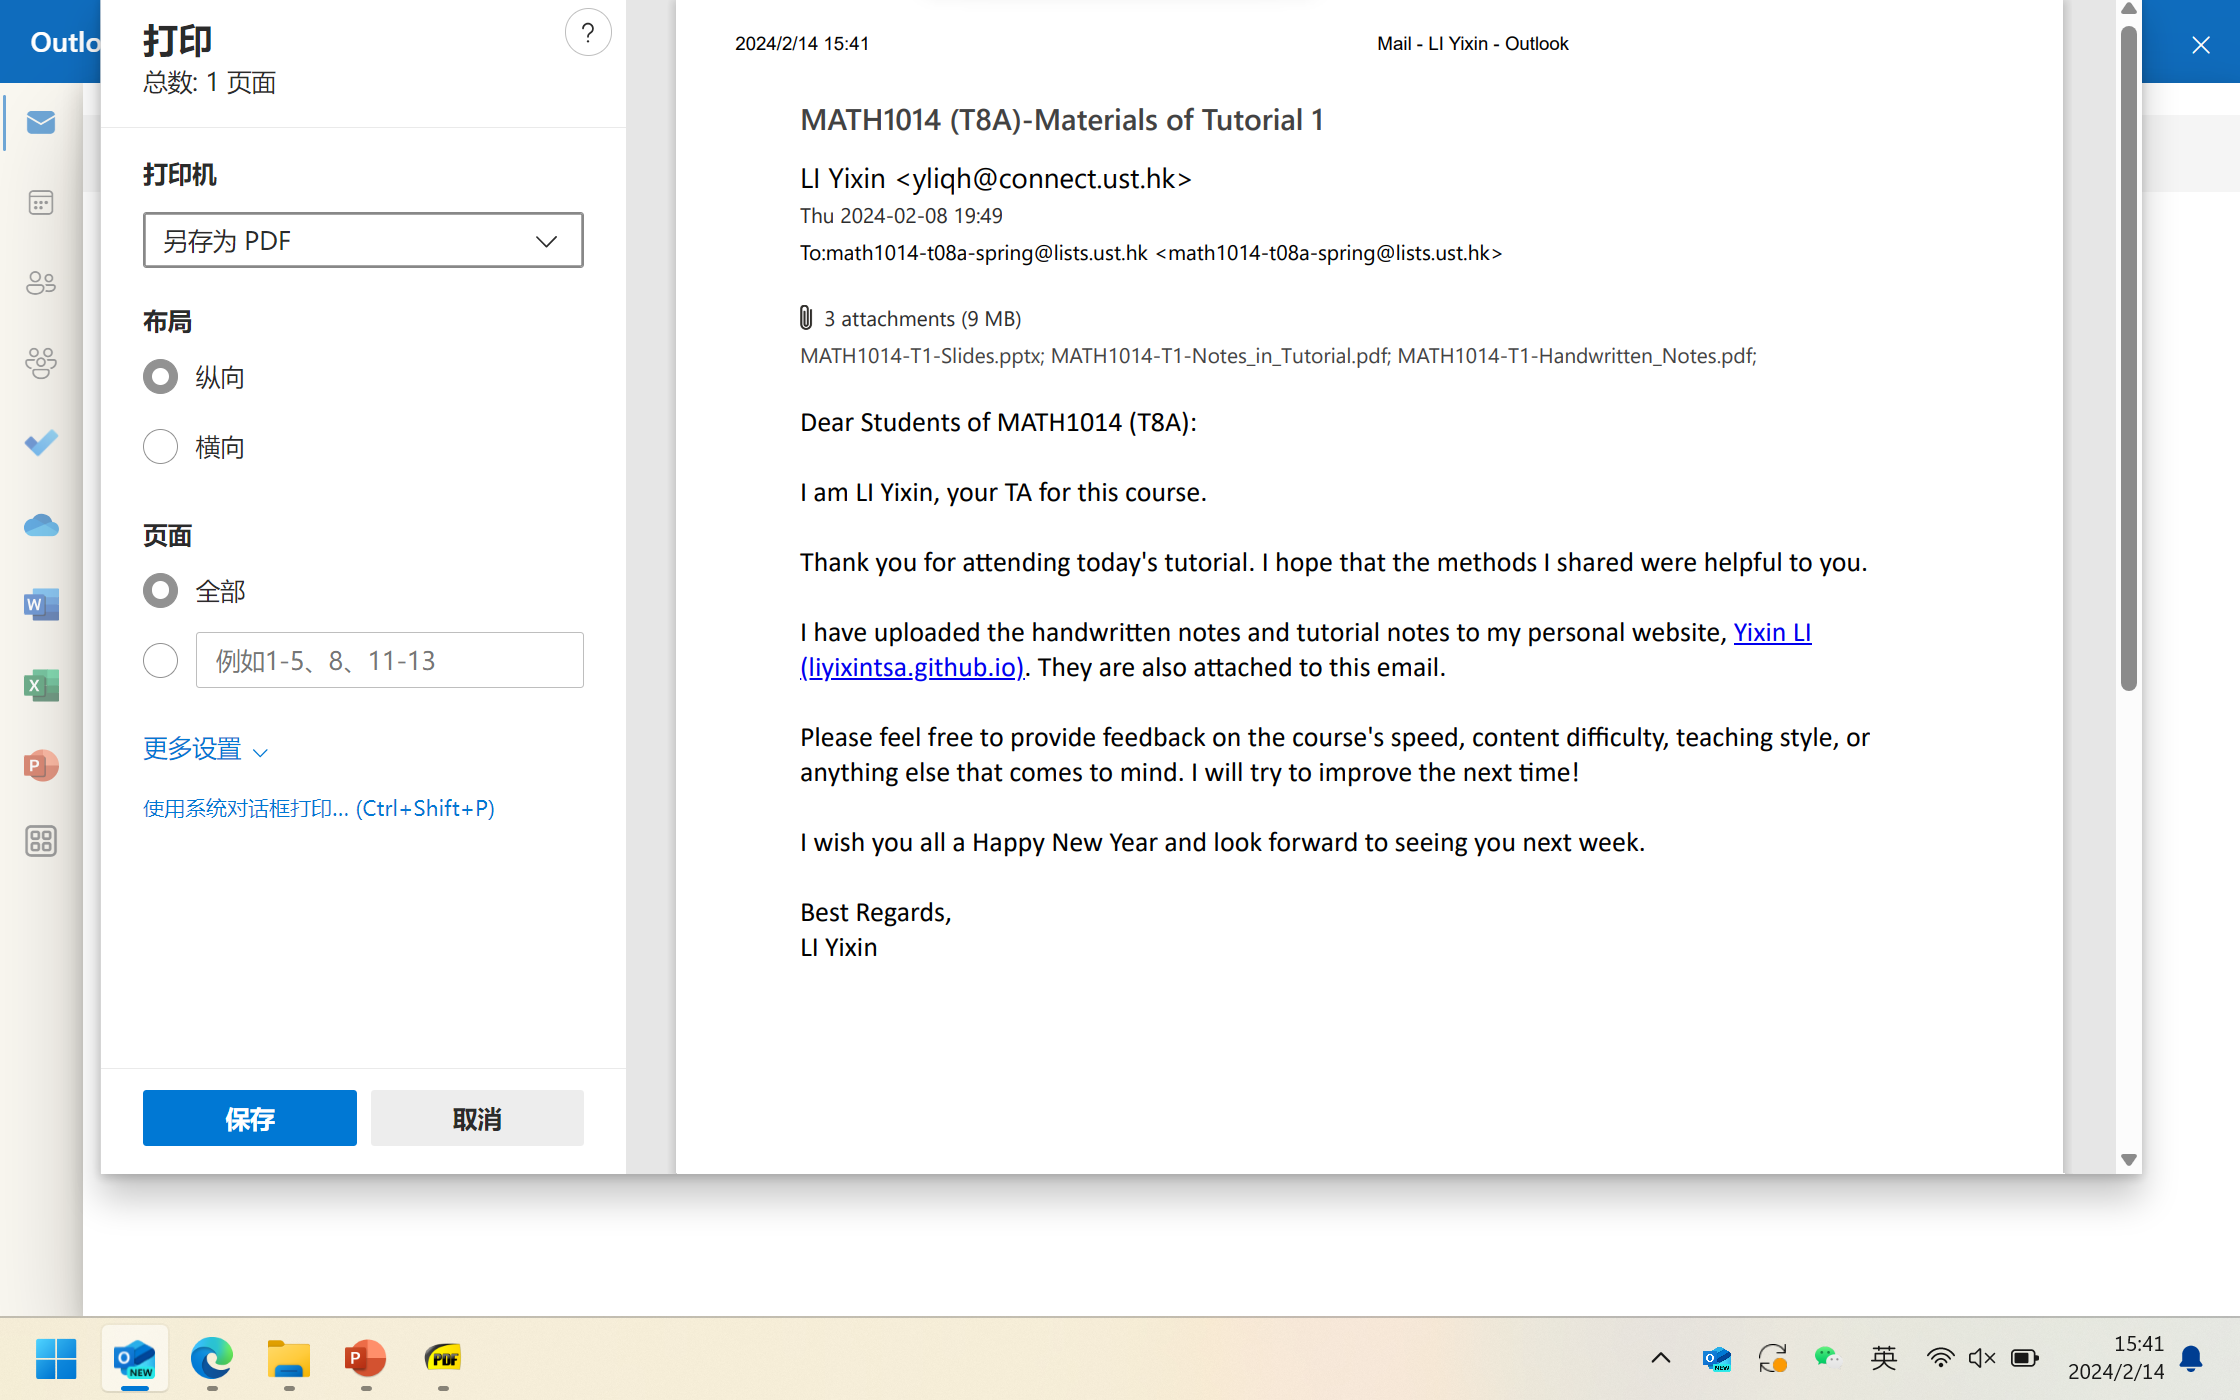 Outlo
打印
?
总数: 1 页面
打印机
另存为 PDF
布局
纵向
横向
页面
全部
例如1-5、8、11-13
更多设置
使用系统对话框打印... (Ctrl+Shift+P)
保存
取消
2024/2/14 15:41
Mail - LI Yixin - Outlook
MATH1014 (T8A)-Materials of Tutorial 1
LI Yixin <yliqh@connect.ust.hk>
Thu 2024-02-08 19:49
To:math1014-t08a-spring@lists.ust.hk <math1014-t08a-spring@lists.ust.hk>
3 attachments (9 MB)
MATH1014-T1-Slides.pptx; MATH1014-T1-Notes_in_Tutorial.pdf; MATH1014-T1-Handwritten_Notes.pdf;
Dear Students of MATH1014 (T8A):
I am LI Yixin, your TA for this course.
Thank you for attending today's tutorial. I hope that the methods I shared were helpful to you.
I have uploaded the handwritten notes and tutorial notes to my personal website, Yixin LI
(liyixintsa.github.io). They are also attached to this email.
Please feel free to provide feedback on the course's speed, content difficulty, teaching style, or
anything else that comes to mind. I will try to improve the next time!
I wish you all a Happy New Year and look forward to seeing you next week.
Best Regards,
LI Yixin
W
X
P
O NEW
P
PDF
O NEW
英
15:41
2024/2/14